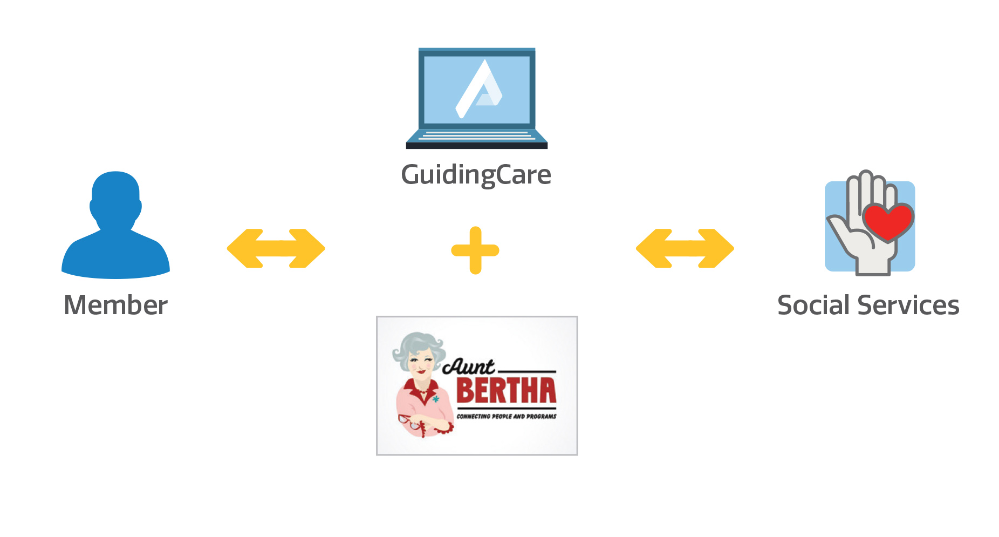 GuidingCare
Member
Social Services
Aunt
BERTHA
CONNECTING PEOPLE AND PROGRAMS